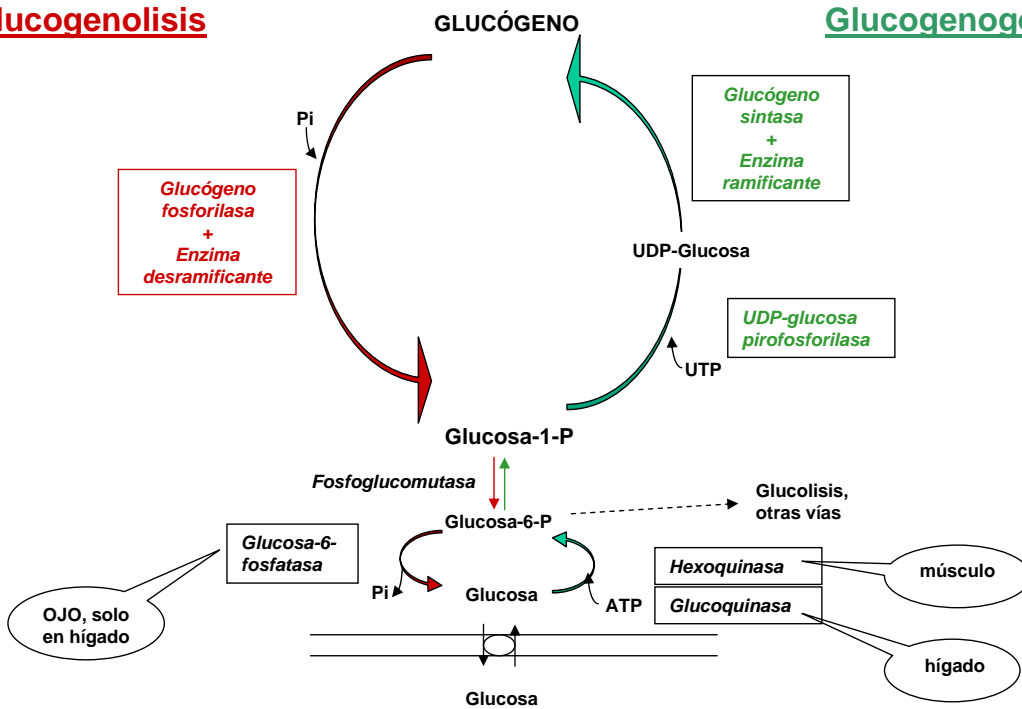 lucogenolisis
GLUCÓGENO
Glucogenogé
Pi
Glucógeno
fosforilasa
+
Enzima
desramificante
Glucógeno
sintasa
+
Enzima
ramificante
UDP-Glucosa
UDP-glucosa
pirofosforilasa
UTP
Glucosa-1-P
Fosfoglucomutasa
Glucosa-6-P
Glucolisis,
otras vías
Glucosa-6-
fosfatasa
Pi
Glucosa
ATP
Hexoquinasa
Glucoquinasa
músculo
OJO, solo
en hígado
hígado
Glucosa